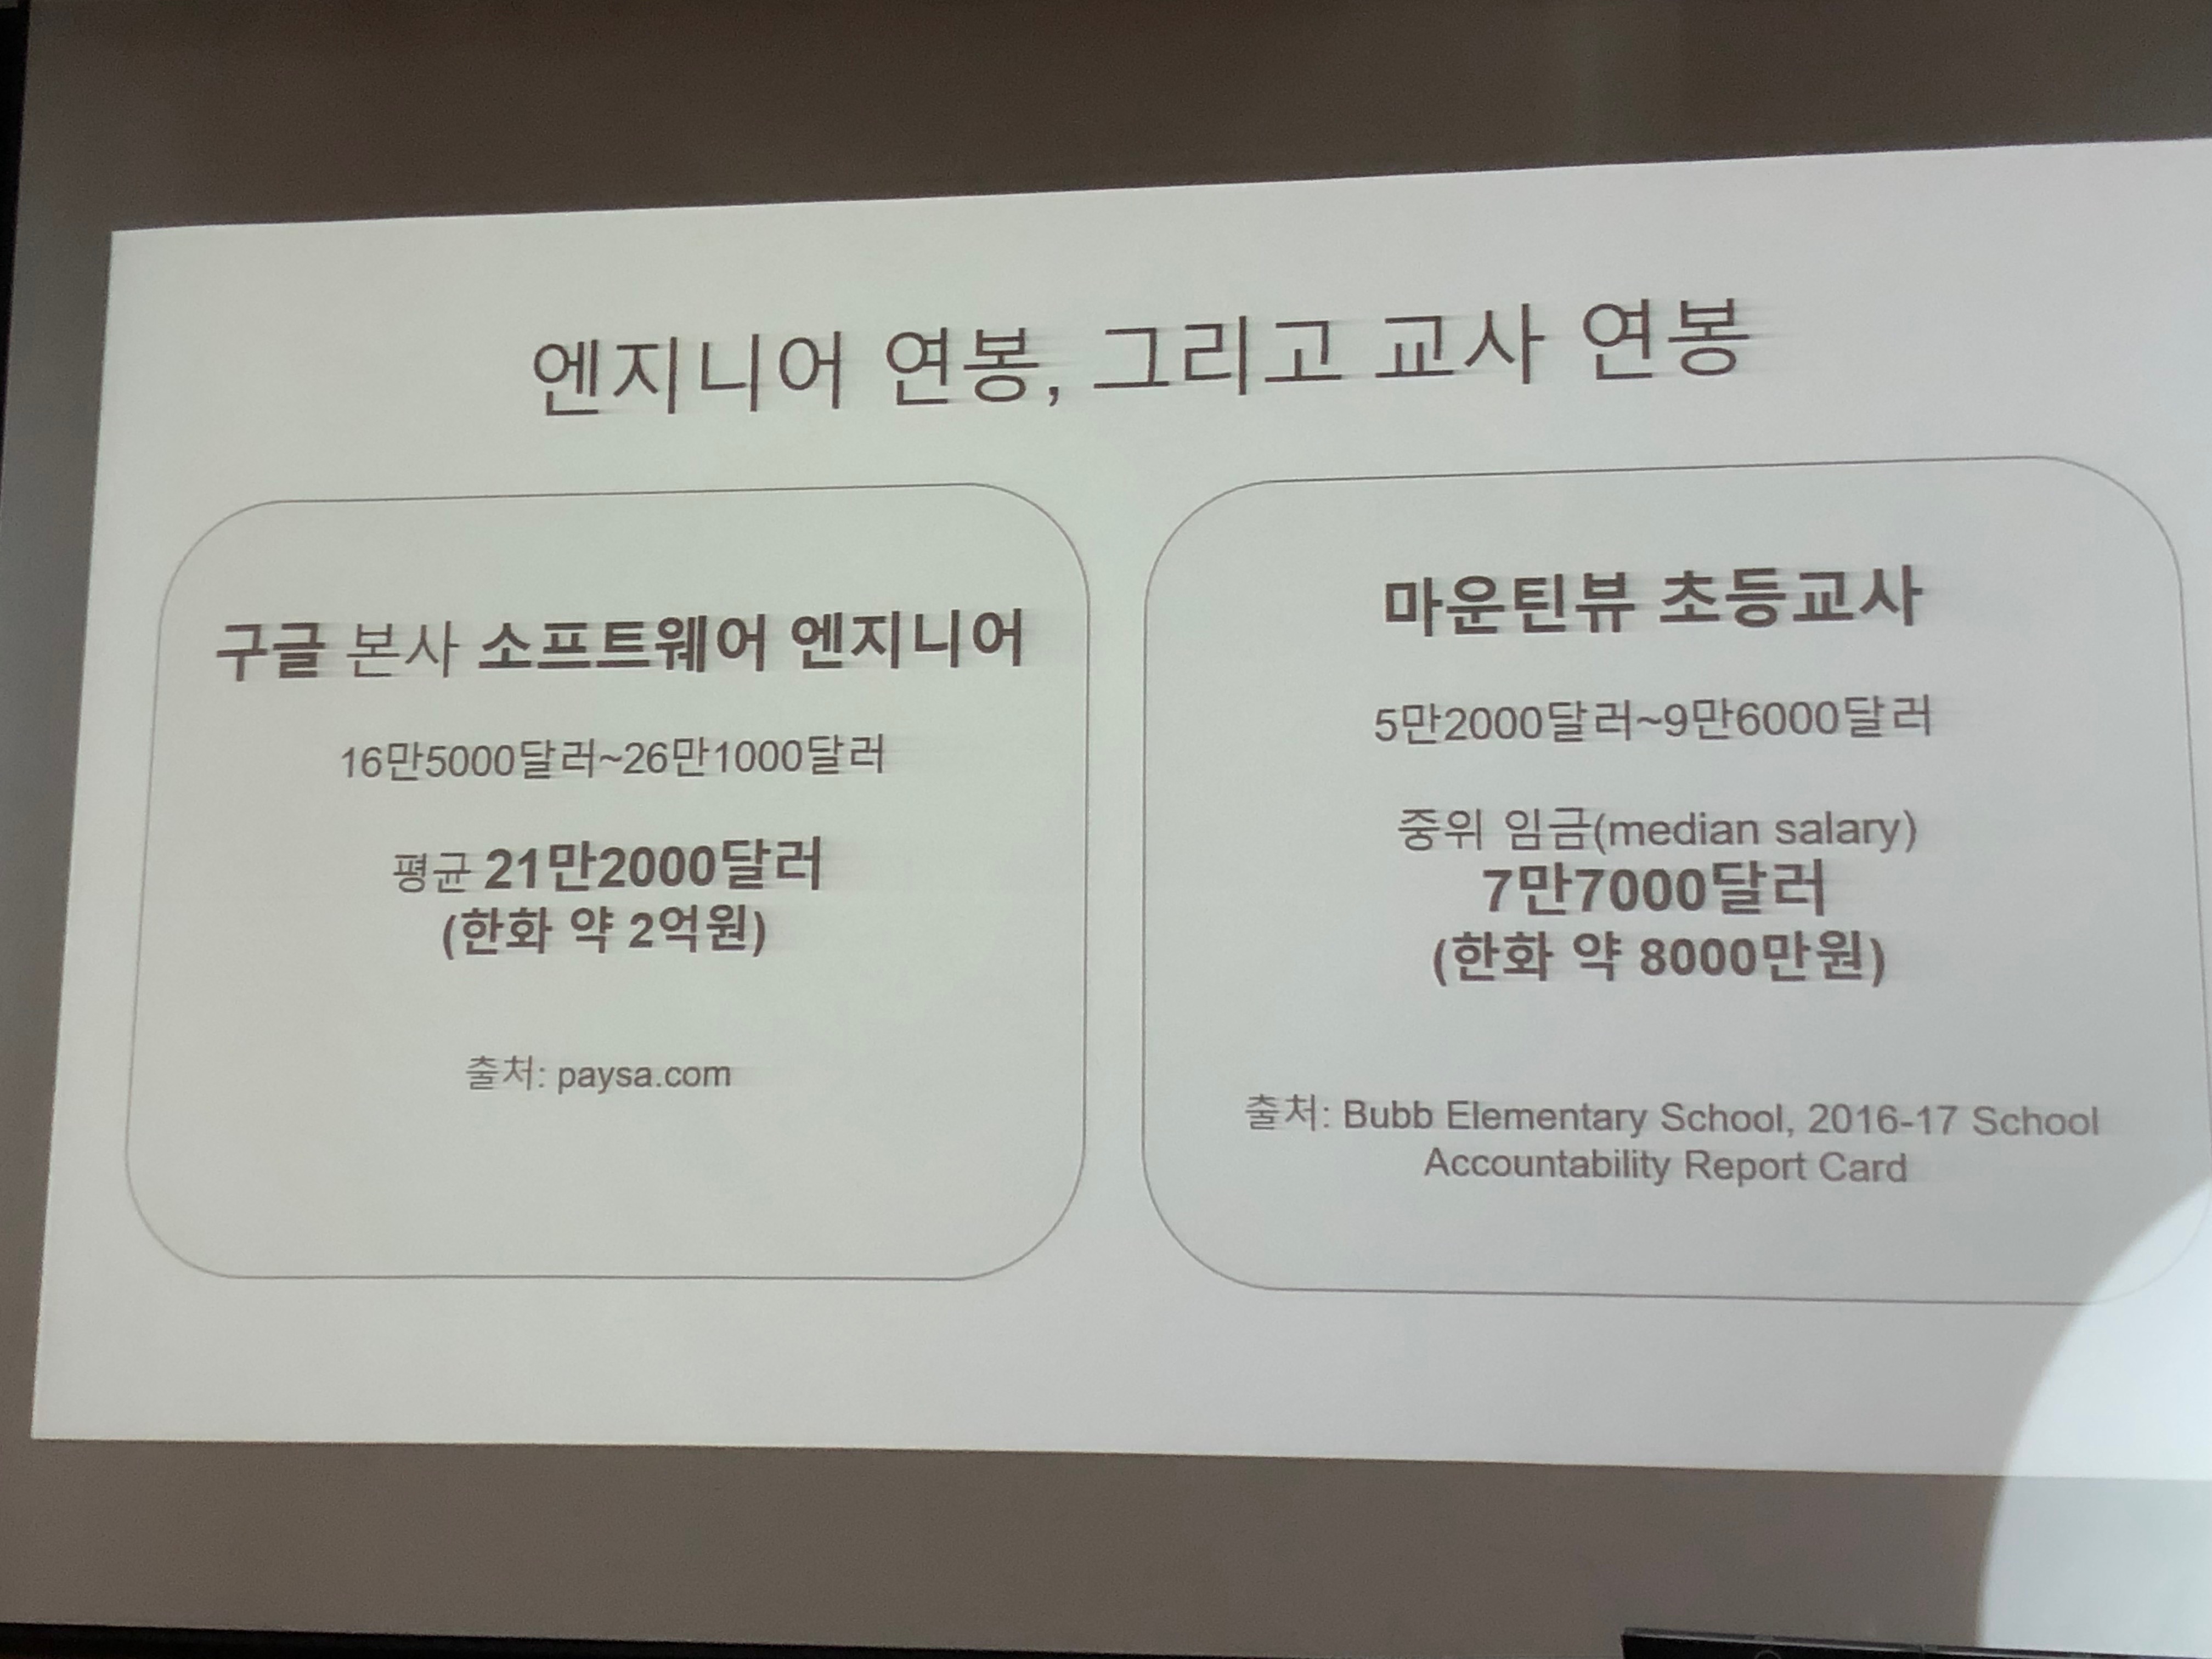 엔지니어 연봉, 그리고 교사 연봉
구글 본사 소프트웨어 엔지니어
16만5000달러~26만1000달러
평균 21만2000달러
(한화 약 2억원)
출처: paysa.com
마운틴뷰 초등교사
5만2000달러~9만6000달러
중위 임금(median salary)
7만7000달러
(한화 약 8000만원)
출처: Bubb Elementary School, 2016-17 School
Accountability Report Card